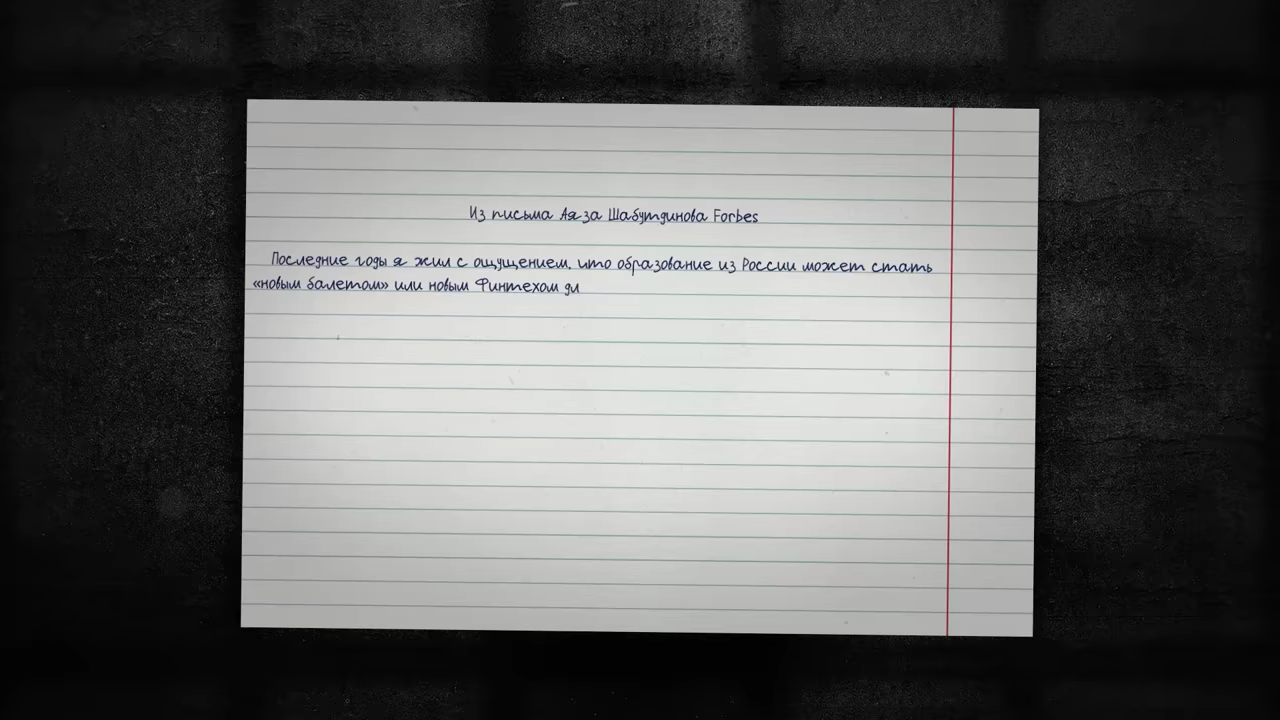 Из письма Аяза Шабутдинова Forbes
Последние годы я жил с ощущением, что образование из России может стать
«новым балетом» или новым Финтехом дл